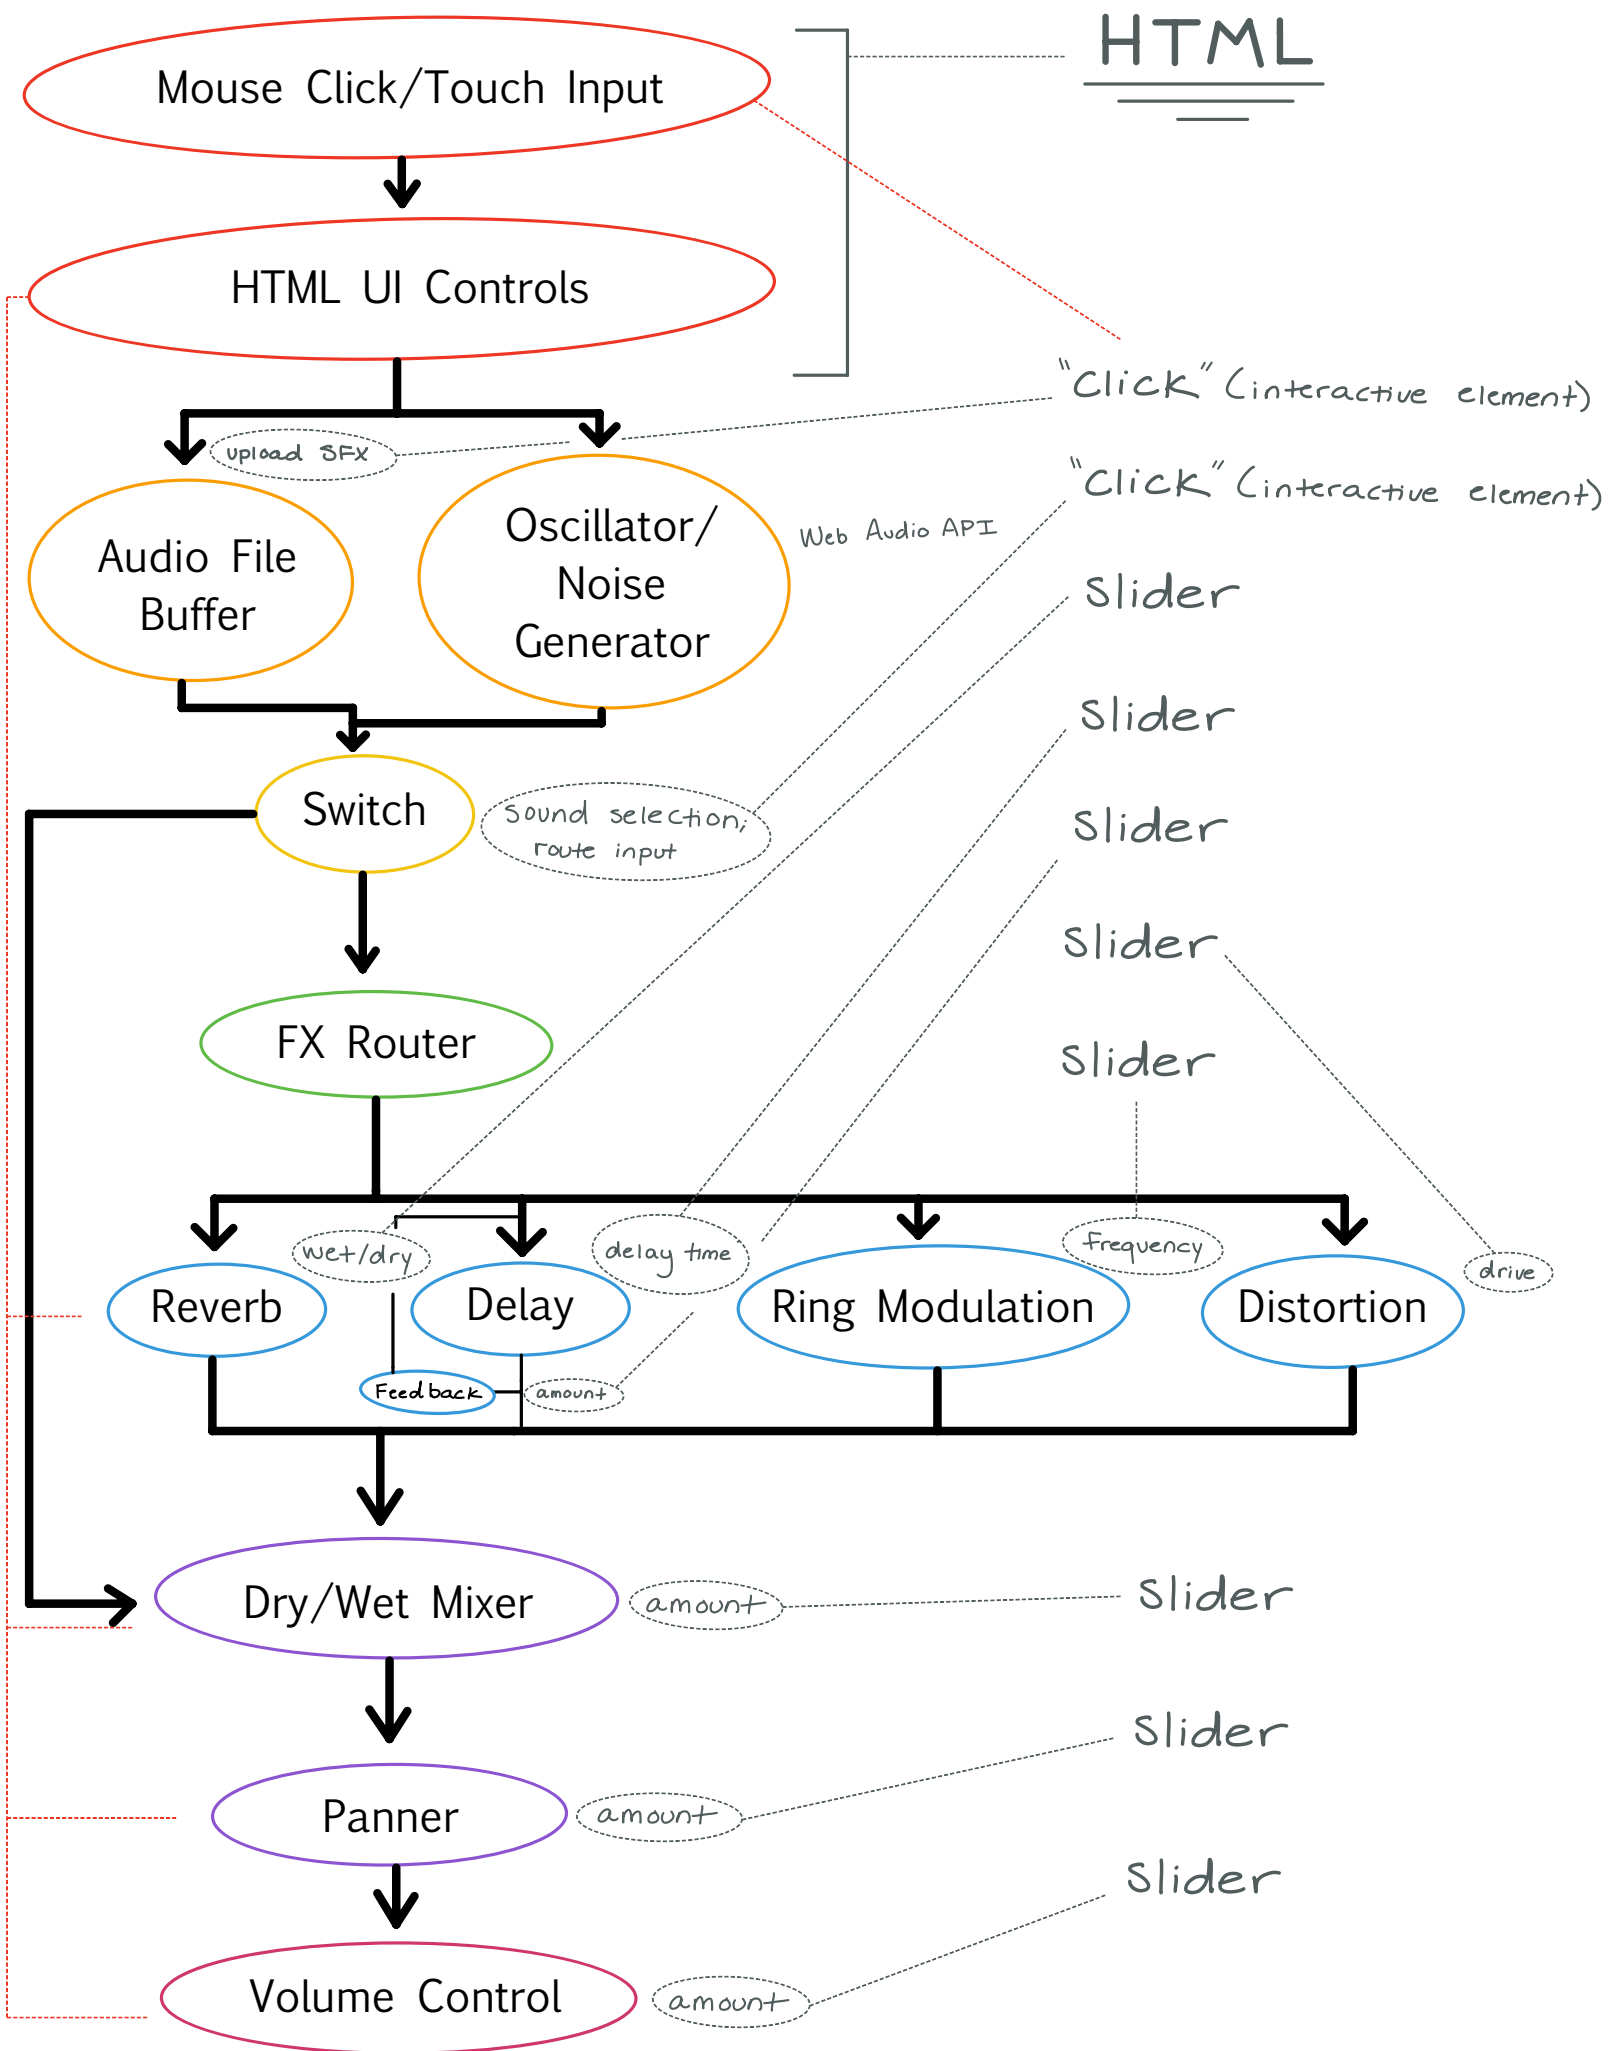 HTML
Mouse Click/Touch Input
HTML UI Controls
"Click" (interactive element)
upload SFX
"Click" (interactive element)
Audio File
Buffer
Oscillator/
Noise
Generator
Web Audio API
Slider
Slider
Switch
Sound selection,
route input
Slider
Slider
FX Router
Slider
wet/dry
delay time
frequency
drive
Reverb
Delay
Ring Modulation
Distortion
Feedback
amount
Dry/Wet Mixer
amount
Slider
Panner
amount
Slider
Slider
Volume Control
amount